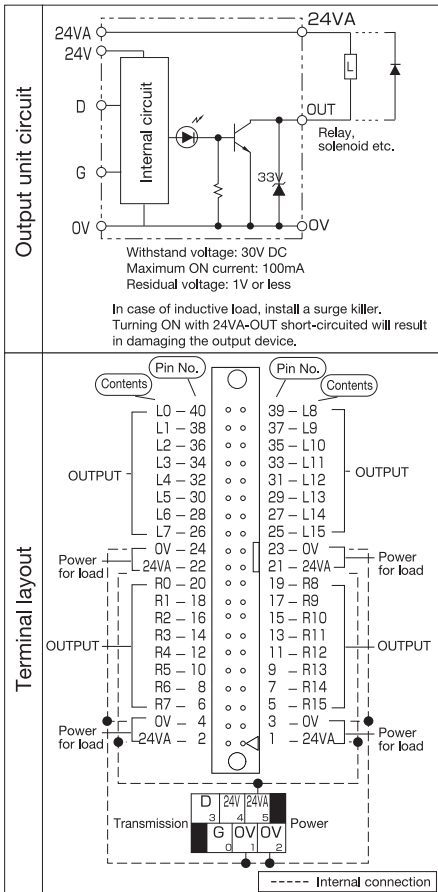 Output unit circuit
24VA
24VA
24V
D
G
0V
Internal circuit
33V
L
OUT
Relay,
solenoid etc.
0V
Withstand voltage: 30V DC
Maximum ON current: 100mA
Residual voltage: 1V or less
In case of inductive load, install a surge killer.
Turning ON with 24VA-OUT short-circuited will result
in damaging the output device.
Terminal layout
Contents Pin No. Pin No. Contents
L0 – 40 39 – L8
L1 – 38 37 – L9
L2 – 36 35 – L10
L3 – 34 33 – L11
OUTPUT L4 – 32 31 – L12 OUTPUT
L5 – 30 29 – L13
L6 – 28 27 – L14
L7 – 26 25 – L15
Power for load 0V – 24 23 – 0V Power for load
24VA – 22 21 – 24VA
R0 – 20 19 – R8
R1 – 18 17 – R9
R2 – 16 15 – R10
R3 – 14 13 – R11
OUTPUT R4 – 12 11 – R12 OUTPUT
R5 – 10 9 – R13
R6 – 8 7 – R14
R7 – 6 5 – R15
Power for load 0V – 4 3 – 0V Power for load
24VA – 2 1 – 24VA
D 3 24V 4 24VA 5
Transmission Power
G 0 0V 1 0V 2
Internal connection